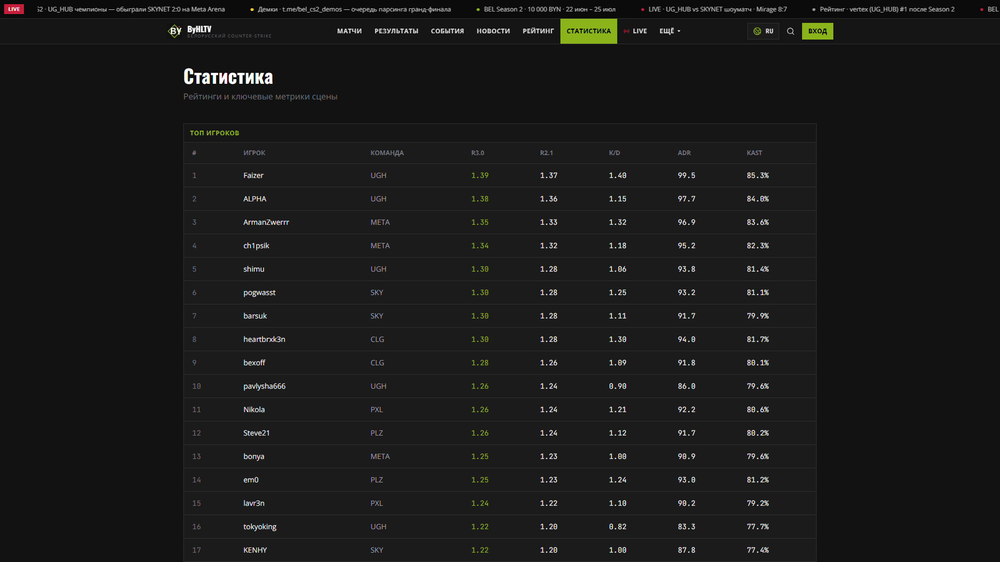 LIVE
S2 · UG_HUB чемпионы — обыграли SKYNET 2:0 на Meta Arena
Демки · t.me/bel_cs2_demos — очередь парсинга гранд-финала
BEL Season 2 · 10 000 BYN · 22 июн – 25 июл
LIVE · UG_HUB vs SKYNET шоуматч · Mirage 8:7
Рейтинг · vertex (UG_HUB) #1 после Season 2
BEL
BY
ByHLTV
БЕЛОРУССКИЙ COUNTER-STRIKE
МАТЧИ
РЕЗУЛЬТАТЫ
СОБЫТИЯ
НОВОСТИ
РЕЙТИНГ
СТАТИСТИКА
LIVE
ЕЩЁ
RU
ВХОД
Статистика
Рейтинги и ключевые метрики сцены
ТОП ИГРОКОВ
# ИГРОК КОМАНДА R3.0 R2.1 K/D ADR KAST
1 Faizer UGH 1.39 1.37 1.40 99.5 85.3%
2 ALPHA UGH 1.38 1.36 1.15 97.7 84.0%
3 ArmanZwerrr META 1.35 1.33 1.32 96.9 83.6%
4 ch1psik META 1.34 1.32 1.18 95.2 82.3%
5 shimu UGH 1.30 1.28 1.06 93.8 81.4%
6 pogwasst SKY 1.30 1.28 1.25 93.2 81.1%
7 barsuk SKY 1.30 1.28 1.11 91.7 79.9%
8 heartbrxk3n CLG 1.30 1.28 1.30 94.0 81.7%
9 bexoff CLG 1.28 1.26 1.09 91.8 80.1%
10 pavlysha666 UGH 1.26 1.24 0.90 86.0 79.6%
11 Nikola PXL 1.26 1.24 1.21 92.2 80.6%
12 Steve21 PLZ 1.26 1.24 1.12 91.7 80.2%
13 bonya META 1.25 1.23 1.00 90.9 79.6%
14 em0 PLZ 1.25 1.23 1.24 93.0 81.2%
15 lavr3n PXL 1.24 1.22 1.10 90.2 79.2%
16 tokyoking UGH 1.22 1.20 0.82 83.3 77.7%
17 KENHY SKY 1.22 1.20 1.00 87.8 77.4%